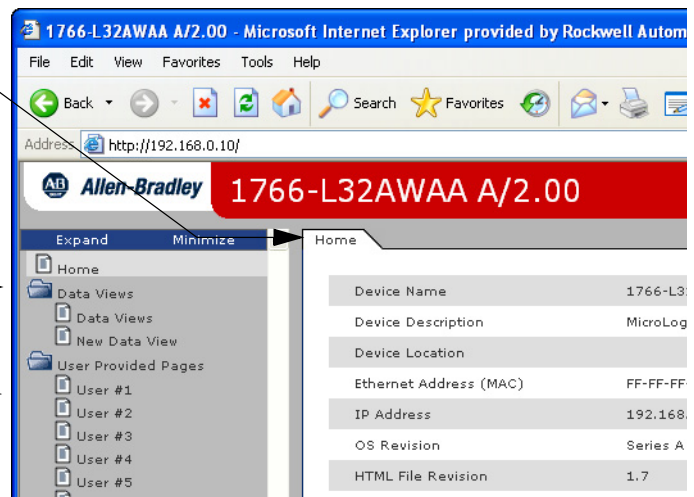 1766-L32AWAA A/2.00 - Microsoft Internet Explorer provided by Rockwell Autom
File Edit View Favorites Tools Help
Back Search Favorites
Address http://192.168.0.10/
AB Allen-Bradley 1766-L32AWAA A/2.00
Expand Minimize Home
Home
Data Views
Data Views
New Data View
User Provided Pages
User #1
User #2
User #3
User #4
User #5
Device Name 1766-L3
Device Description MicroLog
Device Location
Ethernet Address (MAC) FF-FF-FF
IP Address 192.168.
OS Revision Series A
HTML File Revision 1.7